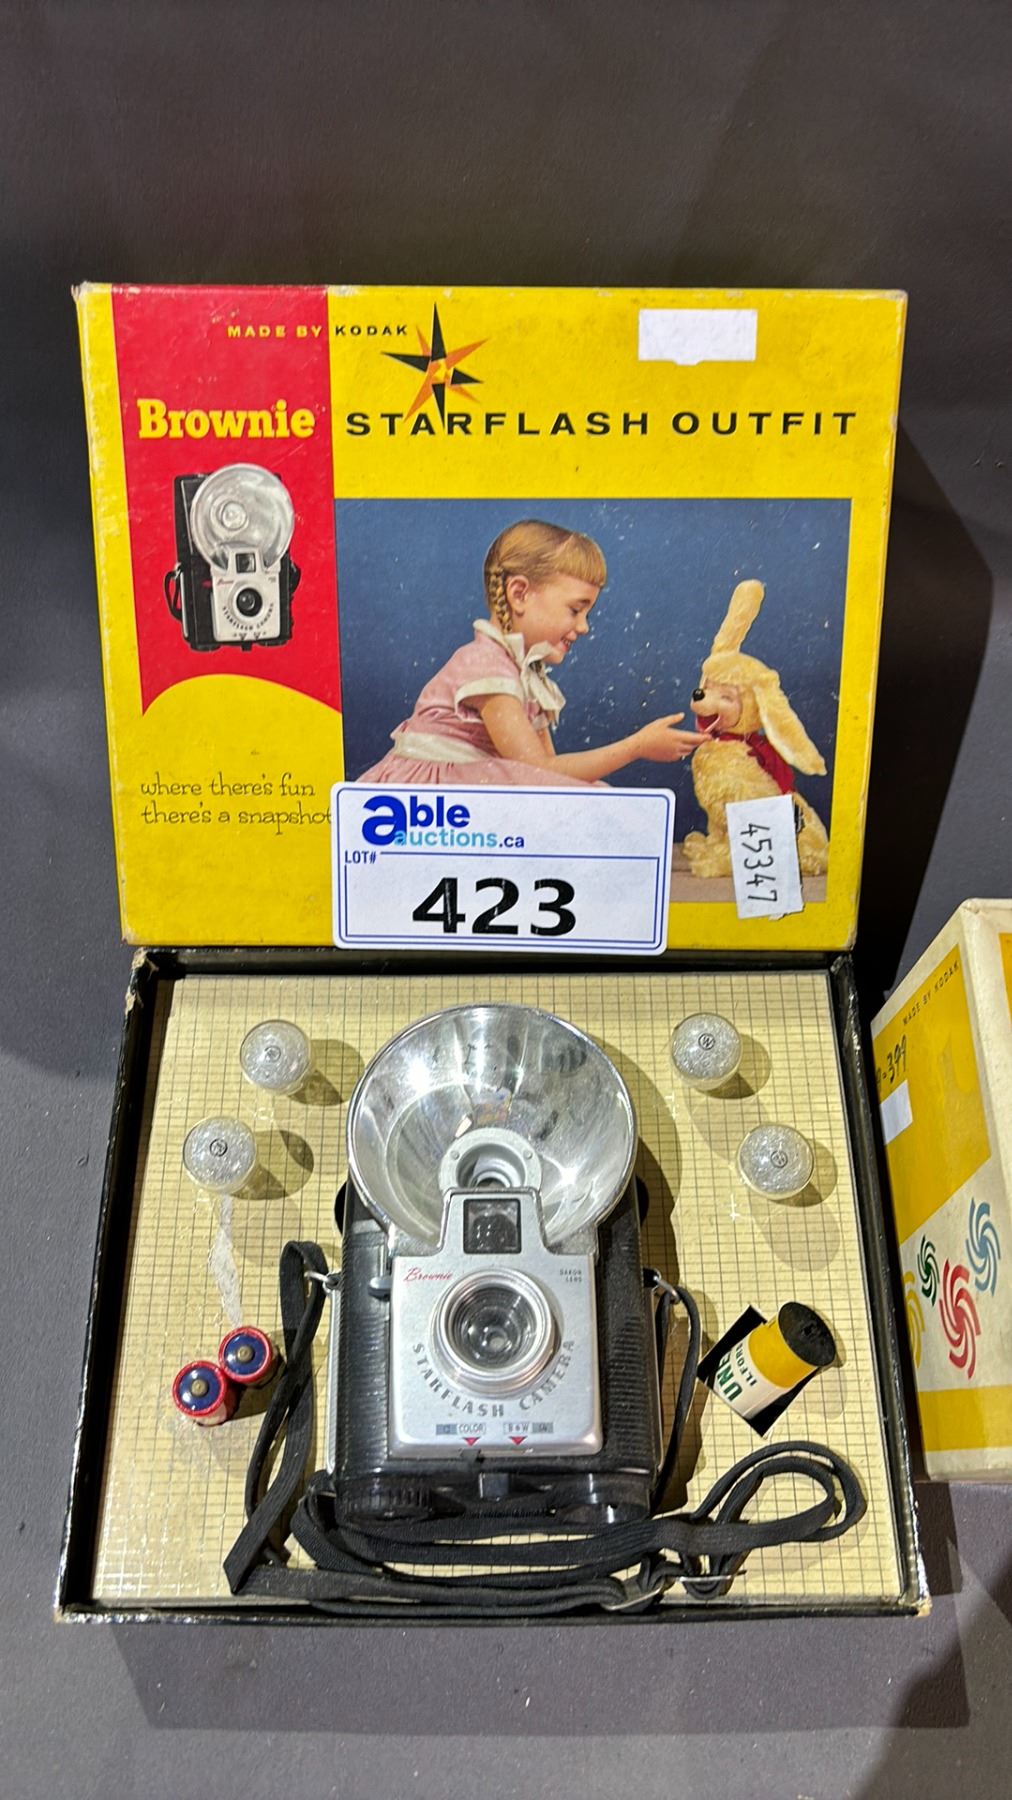 MADE BY KODAK
Brownie STARFLASH OUTFIT
where there's fun
there's a snapshot
able
auctions.ca
LOT#
423
45347
Brownie
DAKON
LENS
STARFLASH CAMERA
COLOR
B&W
ILFORD
MADE BY KODAK